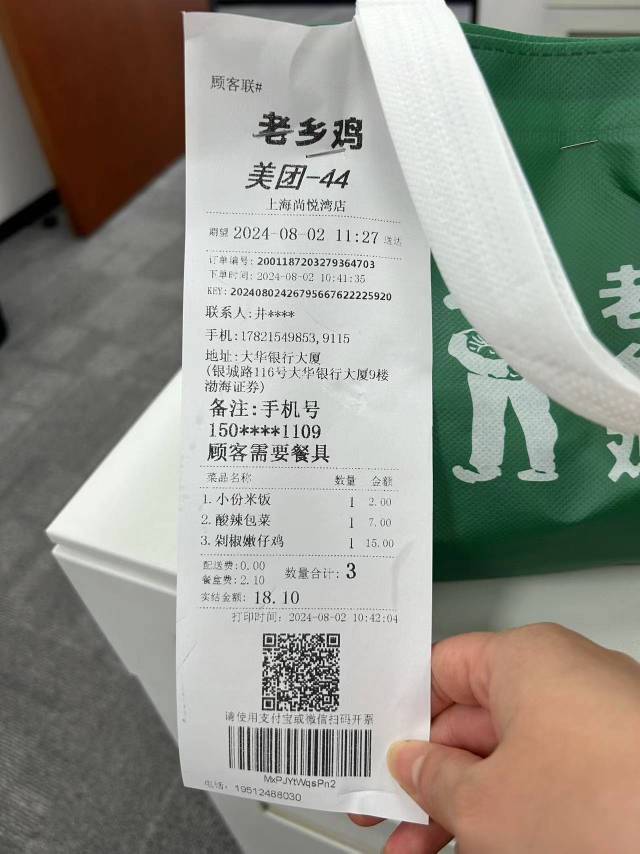 顾客联#
老乡鸡
美团-44
上海尚悦湾店
期望 2024-08-02 11:27 送达
订单编号: 2001187203279364703
下单时间: 2024-08-02 10:41:35
KEY: 20240802426795667622225920
联系人:井****
手机:17821549853,9115
地址:大华银行大厦
(银城路116号大华银行大厦9楼
渤海证券)
备注:手机号
150****1109
顾客需要餐具
菜品名称 数量 金额
1.小份米饭 1 2.00
2.酸辣包菜 1 7.00
3.剁椒嫩仔鸡 1 15.00
配送费:0.00
餐盒费:2.10
数量合计: 3
实结金额: 18.10
打印时间: 2024-08-02 10:42:04
请使用支付宝或微信扫码开票
MxPJYtWqsPn2
电话: 19512488030
老
鸡